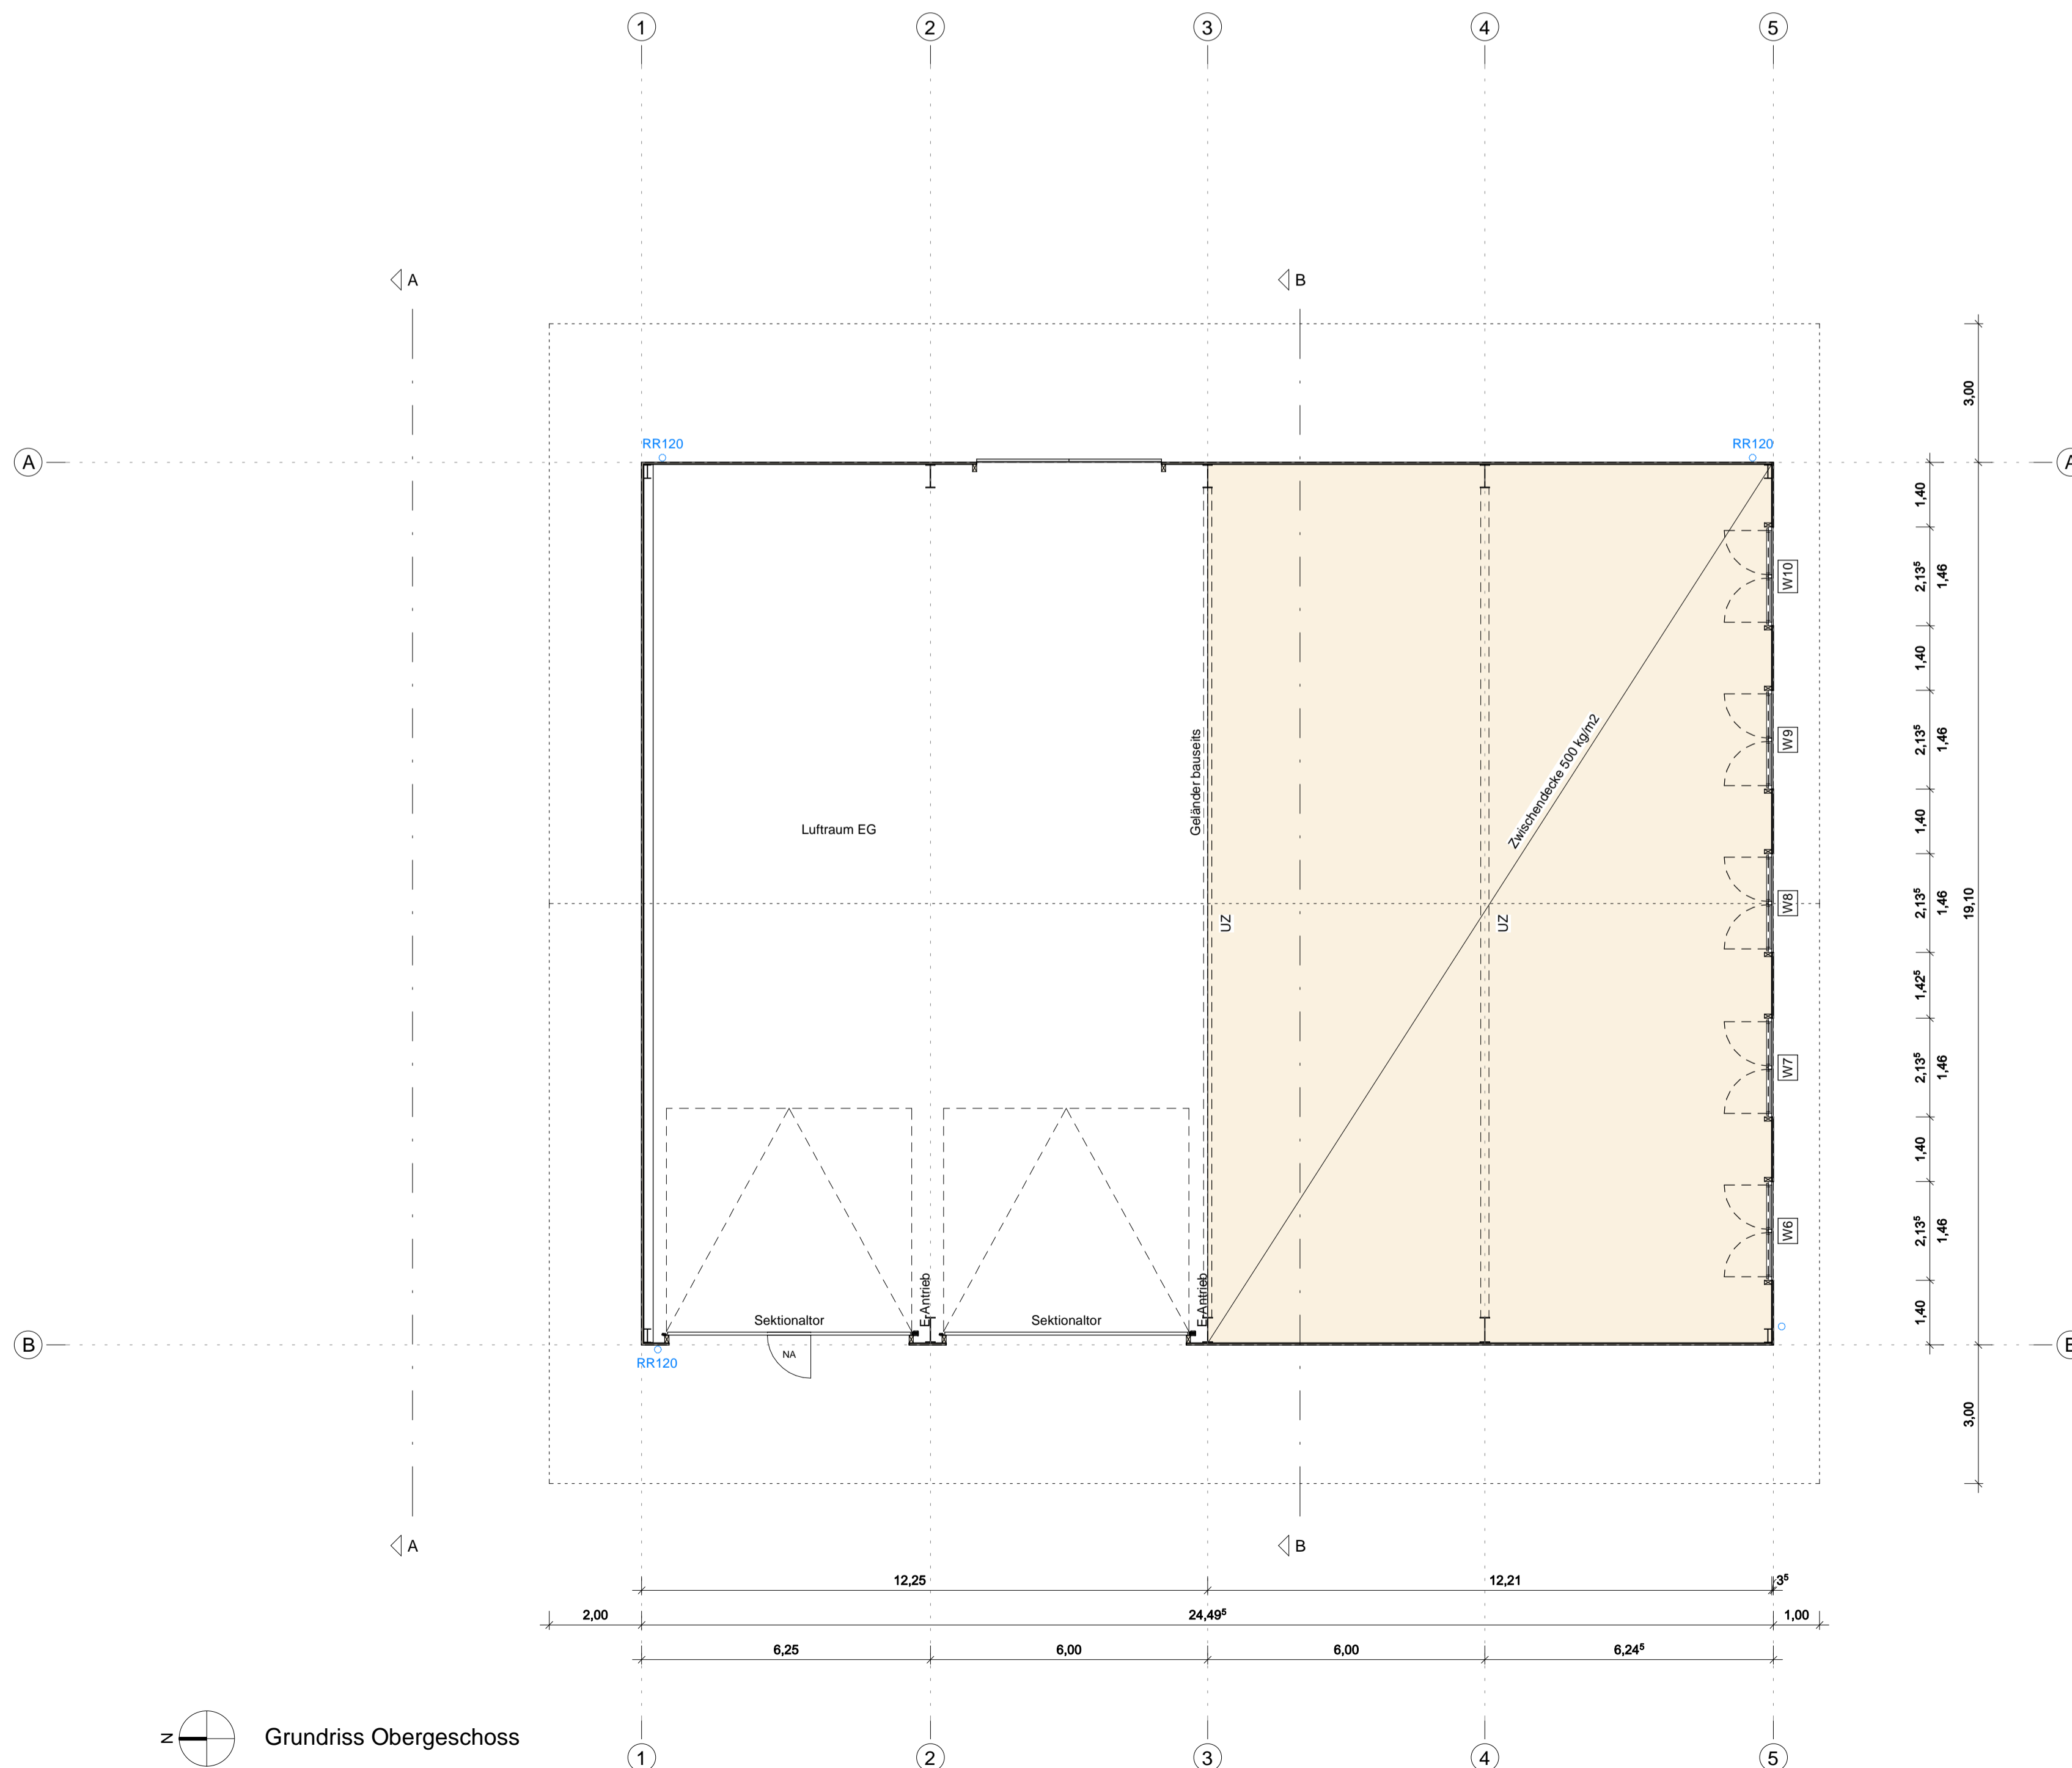 1 2 3 4 5
A B
RR120 RR120
A A
3,00
1,40
W10 2,13⁵ 1,46
1,40
W9 2,13⁵ 1,46
Geländer bauseits
Zwischendecke 500 kg/m2
Luftraum EG
1,40
UZ UZ
W8 2,13⁵ 1,46 19,10
1,42⁵
W7 2,13⁵ 1,46
1,40
W6 2,13⁵ 1,46
E-Antrieb E-Antrieb
Sektionaltor Sektionaltor
1,40
B
NA
RR120
3,00
A B
12,25 12,21 3⁵
2,00 24,49⁵ 1,00
6,25 6,00 6,00 6,24⁵
N Grundriss Obergeschoss
1 2 3 4 5